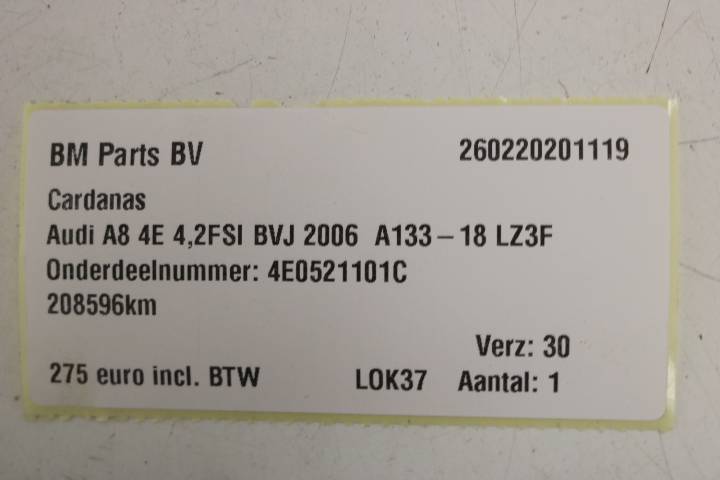 BM Parts BV 260220201119
Cardanas
Audi A8 4E 4,2FSI BVJ 2006 A133-18 LZ3F
Onderdeelnummer: 4E0521101C
208596km
Verz: 30
275 euro incl. BTW LOK37 Aantal: 1